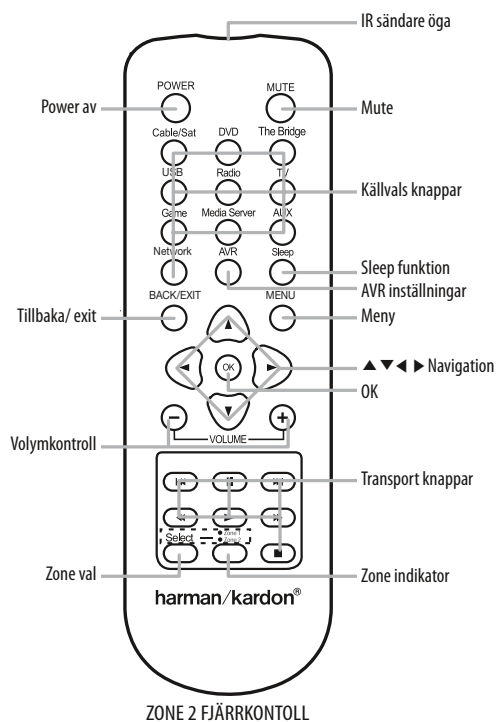 IR sändare öga
POWER
MUTE
Power av
Mute
Cable/Sat DVD The Bridge
USB Radio TV
Källvals knappar
Game Media Server AUX
Network AVR Sleep
Sleep funktion
AVR inställningar
BACK/EXIT MENU
Tillbaka/ exit
Meny
▲ ▼ ◀ ▶ Navigation
OK
OK
− VOLUME +
Volymkontroll
Transport knappar
Select
Zone 1
Zone 2
Zone val
Zone indikator
harman/kardon®
ZONE 2 FJÄRRKONTOLL